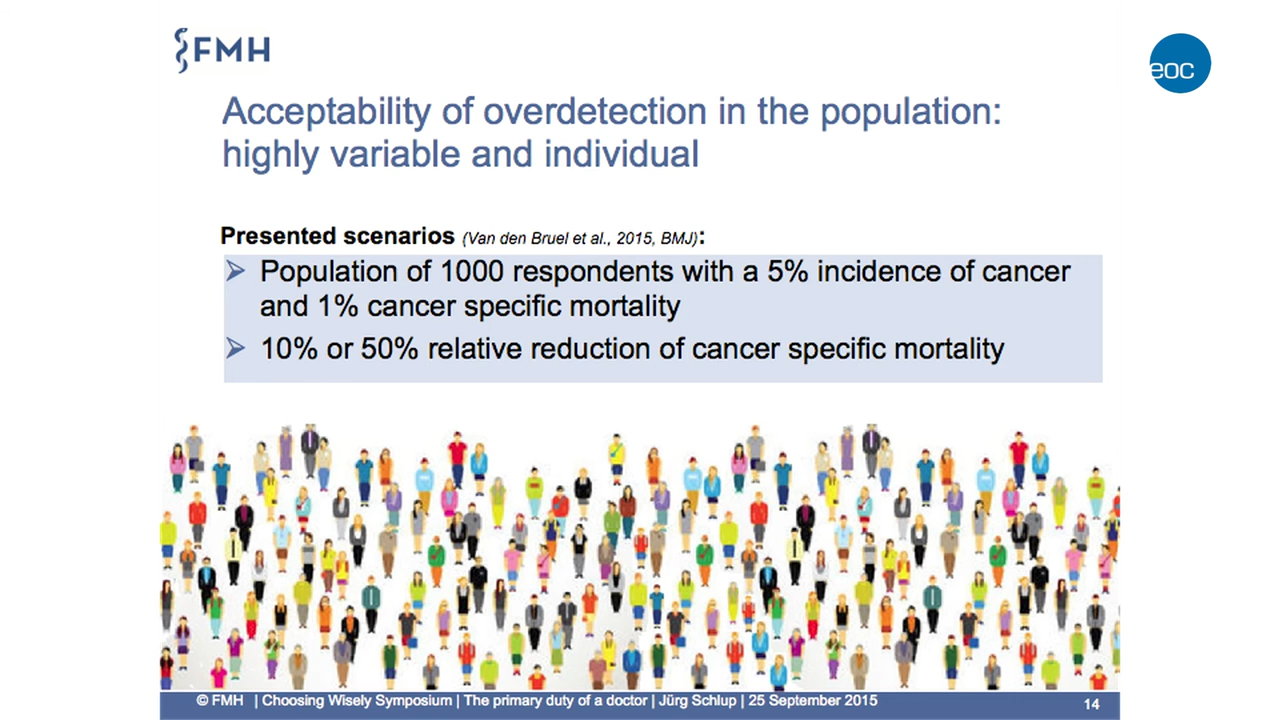 FMH
eoc
Acceptability of overdetection in the population:
highly variable and individual
Presented scenarios (Van den Bruel et al., 2015, BMJ):
Population of 1000 respondents with a 5% incidence of cancer
and 1% cancer specific mortality
10% or 50% relative reduction of cancer specific mortality
© FMH | Choosing Wisely Symposium | The primary duty of a doctor | Jürg Schlup | 25 September 2015
14